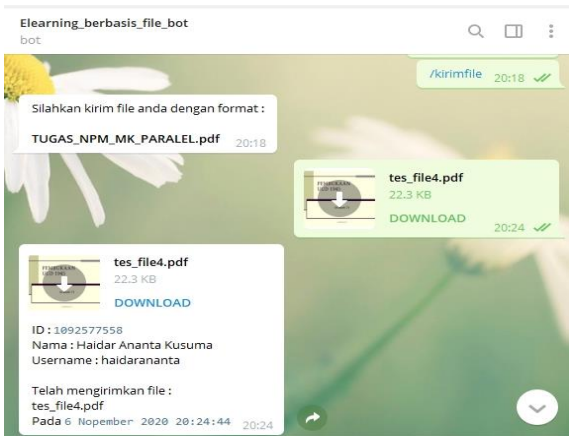 Elearning_berbasis_file_bot
bot
/kirimfile 20:18
Silahkan kirim file anda dengan format :
TUGAS_NPM_MK_PARALEL.pdf 20:18
tes_file4.pdf
22.3 KB
DOWNLOAD
20:24
tes_file4.pdf
22.3 KB
DOWNLOAD
ID : 1092577558
Nama : Haidar Ananta Kusuma
Username : haidarananta
Telah mengirimkan file :
tes_file4.pdf
Pada 6 Nopember 2020 20:24:44 20:24